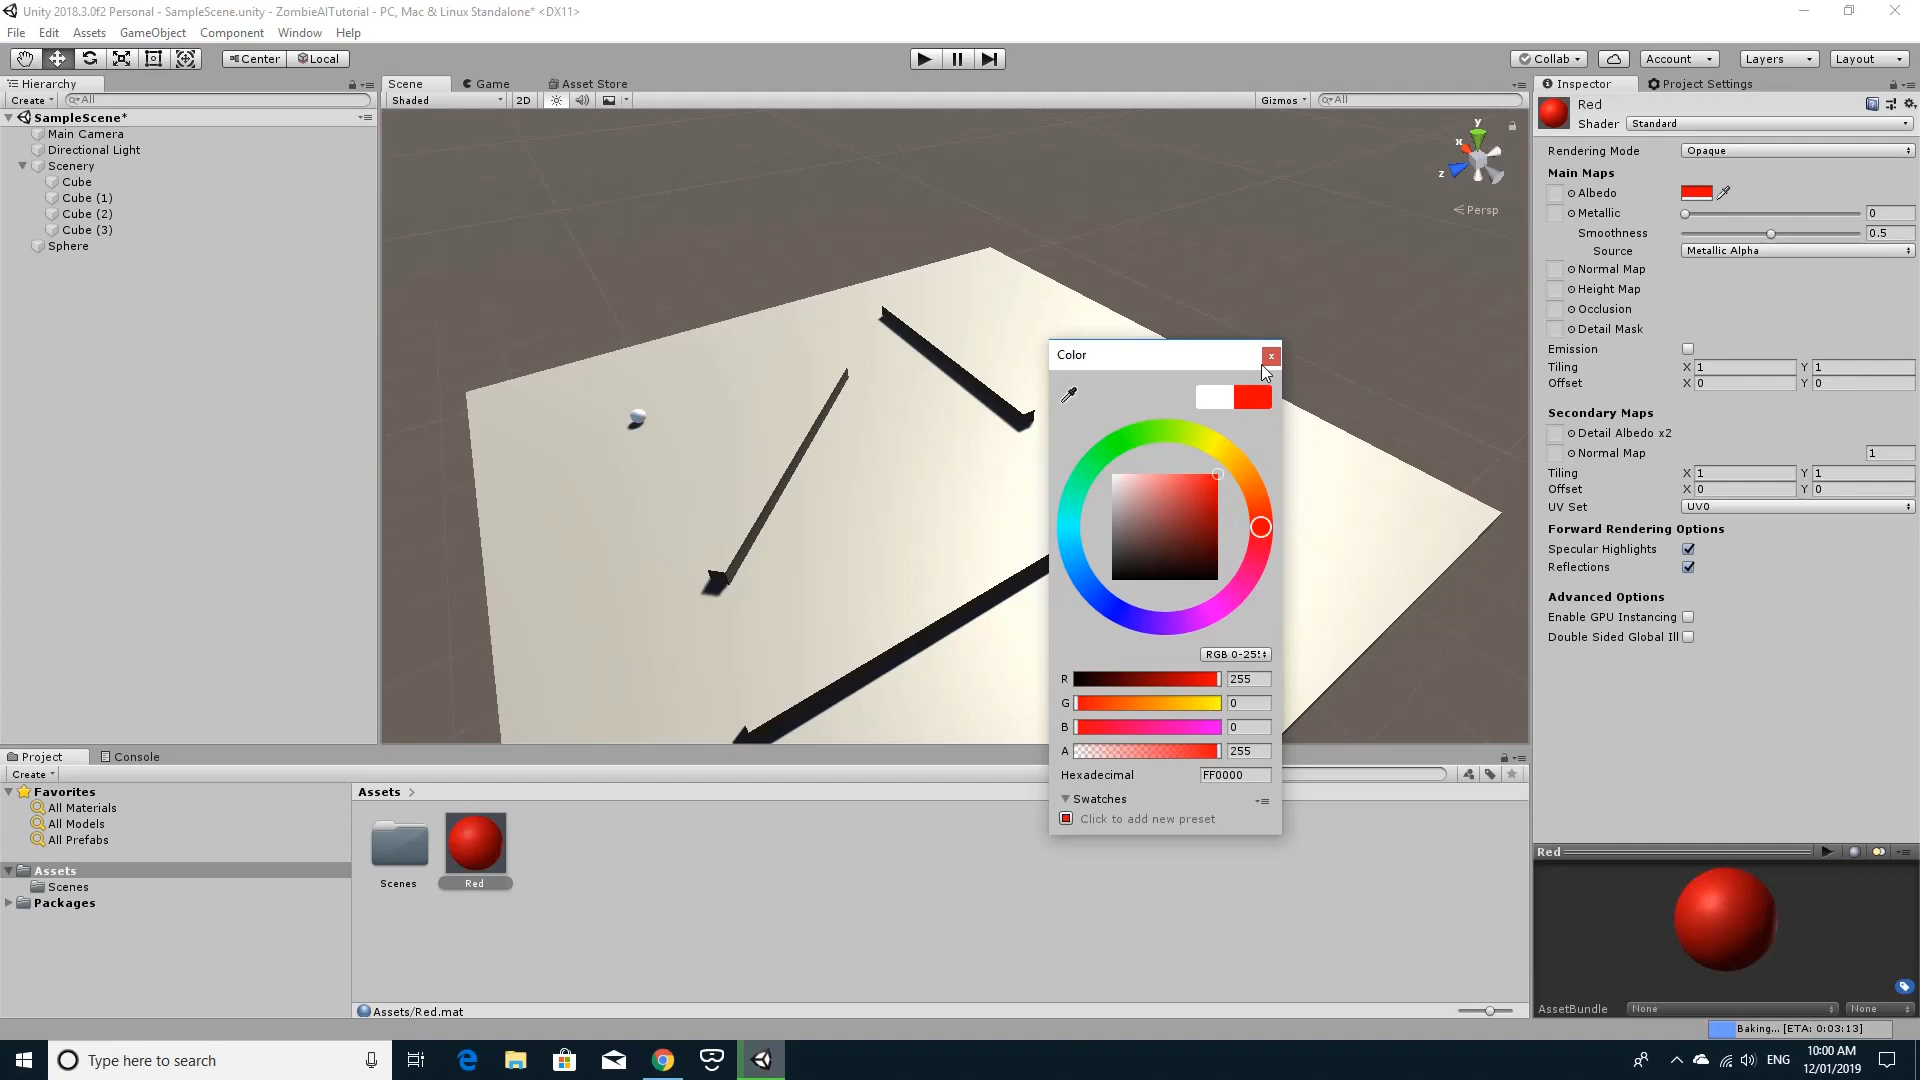 Unity 2018.3.0f2 Personal - SampleScene.unity - ZombieAITutorial - PC, Mac & Linux Standalone* <DX11>
File Edit Assets GameObject Component Window Help
Center Local Collab Account Layers Layout
Hierarchy Scene Game Asset Store Inspector Project Settings
Create All Shaded 2D Gizmos All
SampleScene*
Main Camera
Directional Light
Scenery
Cube
Cube (1)
Cube (2)
Cube (3)
Sphere
y
x
z
Persp
Red
Shader Standard
Rendering Mode Opaque
Main Maps
Albedo
Metallic 0
Smoothness 0.5
Source Metallic Alpha
Normal Map
Height Map
Occlusion
Detail Mask
Emission
Tiling X 1 Y 1
Offset X 0 Y 0
Secondary Maps
Detail Albedo x2
Normal Map 1
Tiling X 1 Y 1
Offset X 0 Y 0
UV Set UV0
Forward Rendering Options
Specular Highlights
Reflections
Advanced Options
Enable GPU Instancing
Double Sided Global Ill
Color
x
RGB 0-25
R 255
G 0
B 0
A 255
Hexadecimal FF0000
Swatches
Click to add new preset
Project Console
Create
Favorites
All Materials
All Models
All Prefabs
Assets
Scenes
Packages
Assets
Scenes Red
Assets/Red.mat
Red
AssetBundle None None
Baking... [ETA: 0:03:13]
Type here to search
ENG
10:00 AM
12/01/2019